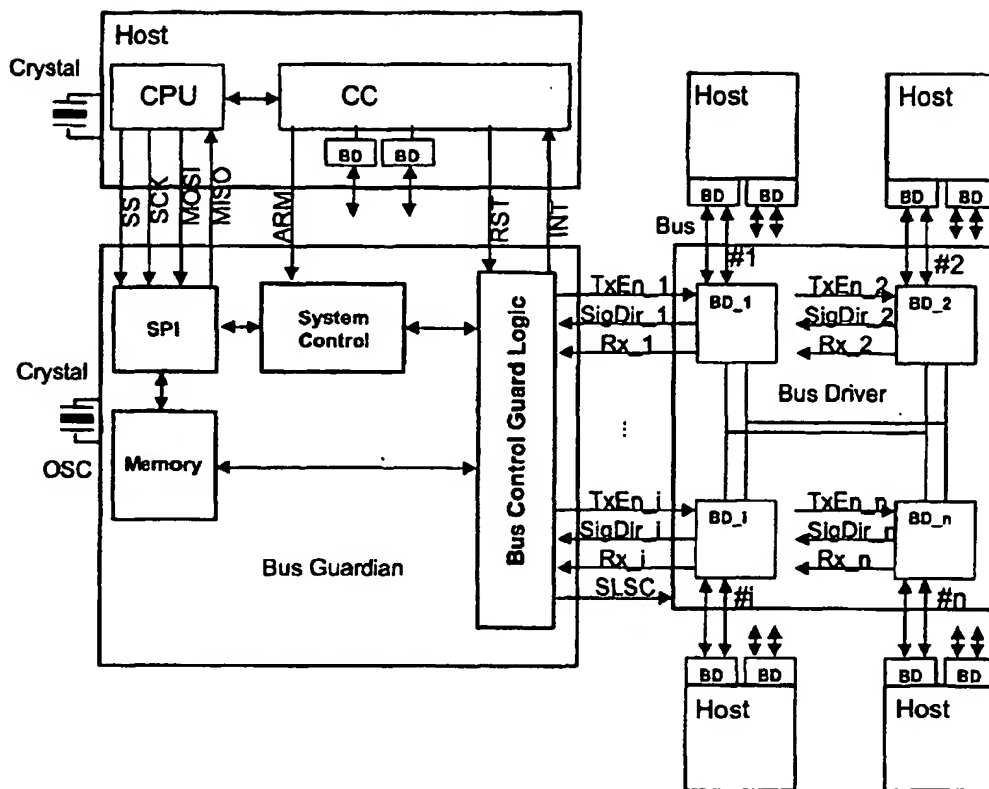 Host
Crystal
CPU
CC
BD
BD
SS
SCK
MOSI
MISO
ARM
RST
INT
Host
Host
BD
BD
BD
BD
Bus
#1
#2
SPI
System
Control
Bus Control Guard Logic
TxEn_1
SigDir_1
Rx_1
BD_1
TxEn_2
SigDir_2
Rx_2
BD_2
Crystal
OSC
Memory
Bus Driver
...
Bus Guardian
TxEn_i
SigDir_i
Rx_i
SLSC
BD_i
TxEn_n
SigDir_n
Rx_n
BD_n
#i
#n
BD
BD
BD
BD
Host
Host